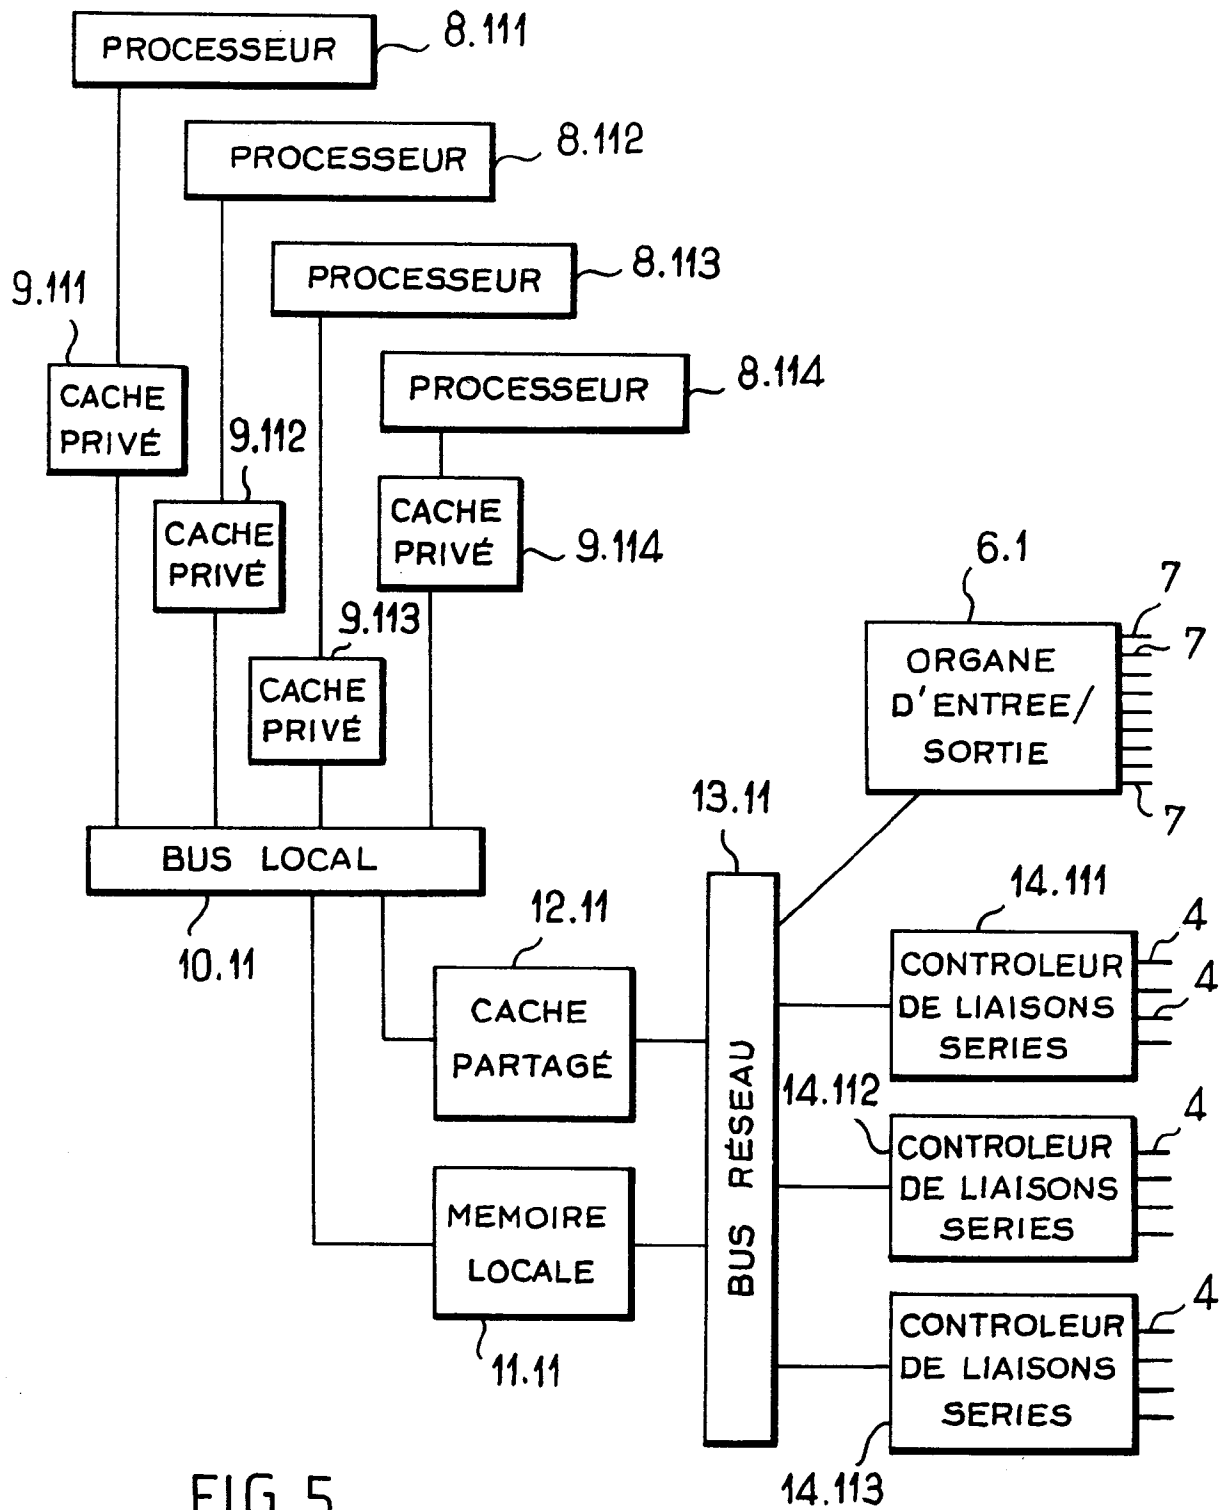 PROCESSEUR
8.111
PROCESSEUR
8.112
PROCESSEUR
8.113
9.111
PROCESSEUR
8.114
CACHE
PRIVÉ
9.112
CACHE
PRIVÉ
CACHE
PRIVÉ
9.114
9.113
CACHE
PRIVÉ
6.1
7
7
ORGANE
D'ENTREE/
SORTIE
7
13.11
BUS LOCAL
10.11
12.11
CACHE
PARTAGÉ
BUS RÉSEAU
14.111
4
CONTROLEUR
4
DE LIAISONS
SERIES
14.112
4
CONTROLEUR
DE LIAISONS
SERIES
MEMOIRE
LOCALE
11.11
4
CONTROLEUR
DE LIAISONS
SERIES
14.113
FIG. 5